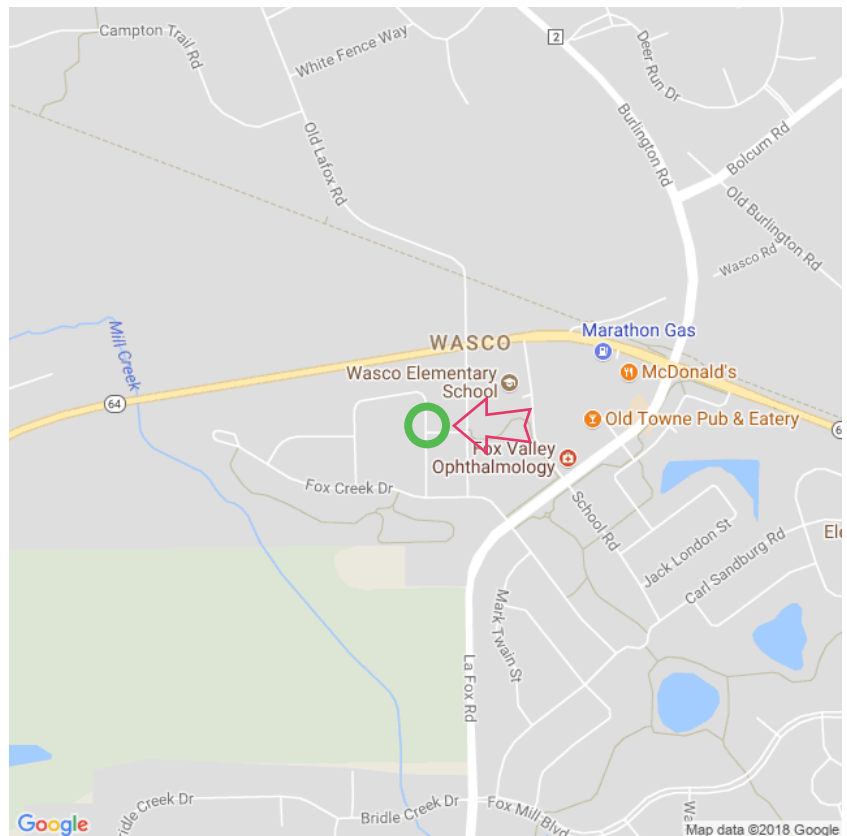 Campton Trail Rd
White Fence Way
2
Deer Run Dr
Burlington Rd
Bolcum Rd
Old Lafox Rd
Old Burlington Rd
Wasco Rd
Mill Creek
Marathon Gas
WASCO
Wasco Elementary
School
McDonald's
64
Old Towne Pub & Eatery
Fox Valley
Ophthalmology
Fox Creek Dr
School Rd
Jack London St
Carl Sandburg Rd
Mark Twain St
La Fox Rd
Bridle Creek Dr
Fox Mill Blvd
Google
Map data ©2018 Google